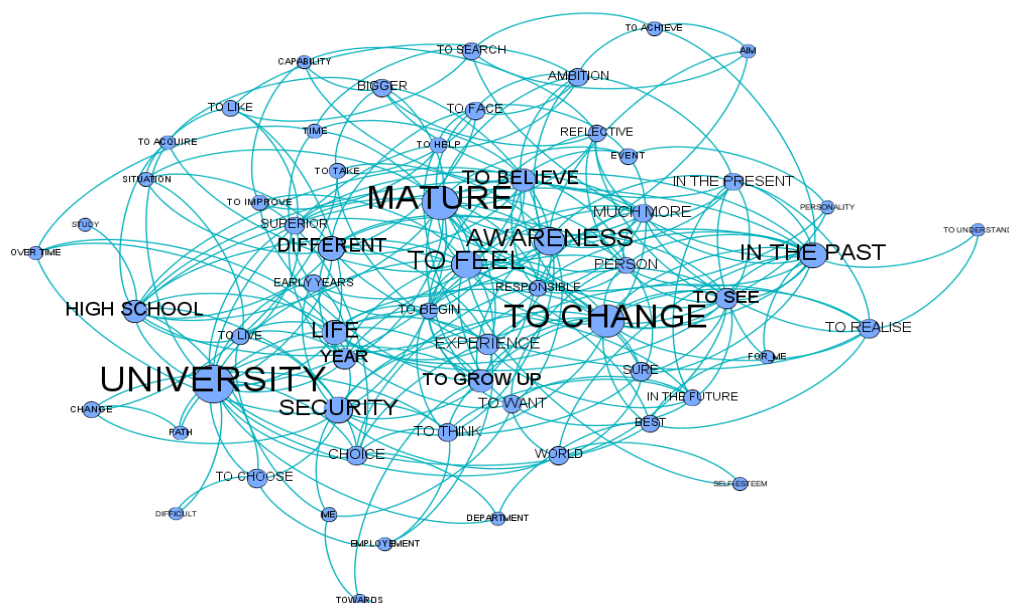 TO ACHIEVE
TO SEARCH
AIM
CAPABILITY
AMBITION
BIGGER
TO LIKE
TO FACE
TIME
REFLECTIVE
TO ACQUIRE
TO HELP
EVENT
TO TAKE
SITUATION
TO BELIEVE
IN THE PRESENT
MATURE
TO IMPROVE
PERSONALITY
MUCH MORE
STUDY
SUPERIOR
TO UNDERSTAND
AWARENESS
DIFFERENT
OVER TIME
IN THE PAST
TO FEEL
PERSON
EARLY YEARS
RESPONSIBLE
TO SEE
HIGH SCHOOL
TO BEGIN
TO CHANGE
TO REALISE
LIFE
TO LIVE
EXPERIENCE
YEAR
FOR ME
SURE
UNIVERSITY
TO GROW UP
IN THE FUTURE
TO WANT
SECURITY
CHANGE
BEST
PATH
TO THINK
CHOICE
WORLD
TO CHOOSE
SELF-ESTEEM
DIFFICULT
ME
DEPARTMENT
EMPLOYEMENT
TOWARDS